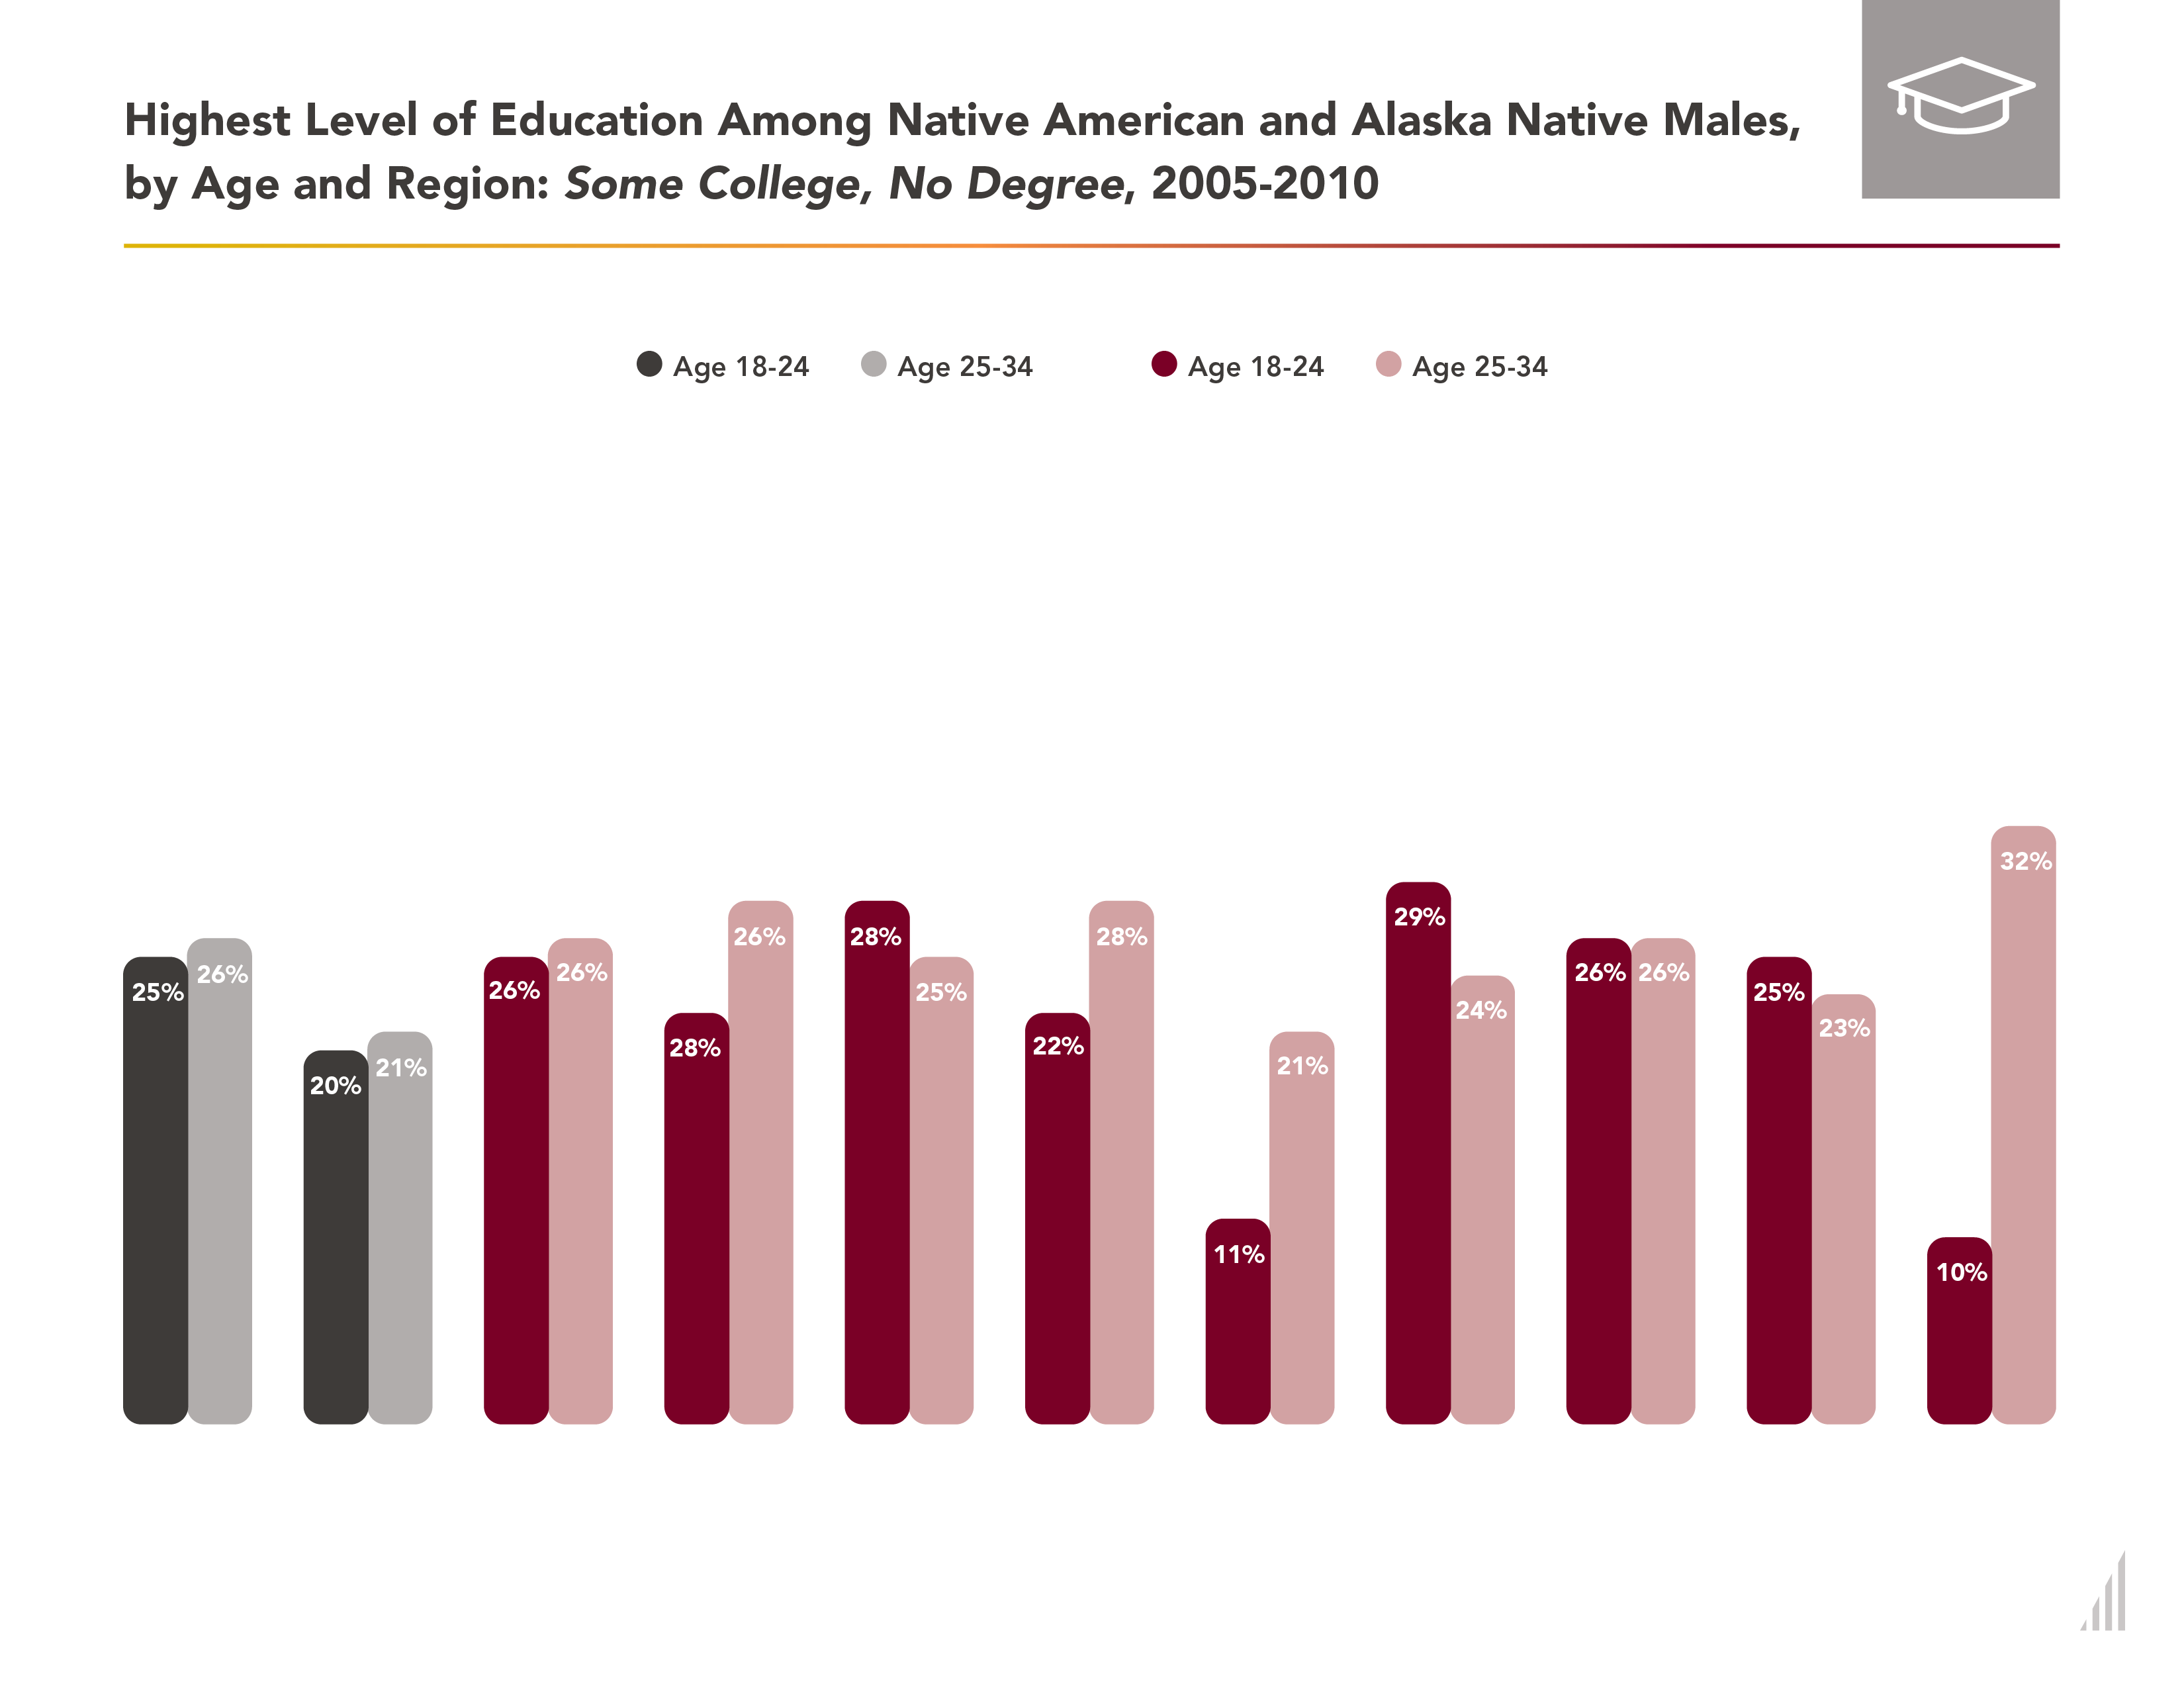 Highest Level of Education Among Native American and Alaska Native Males,
by Age and Region: Some College, No Degree, 2005-2010
Age 18-24 Age 25-34 Age 18-24 Age 25-34
25% 26% 20% 21% 26% 26% 28% 26% 28% 25% 22% 28% 11% 21% 29% 24% 26% 26% 25% 23% 10% 32%